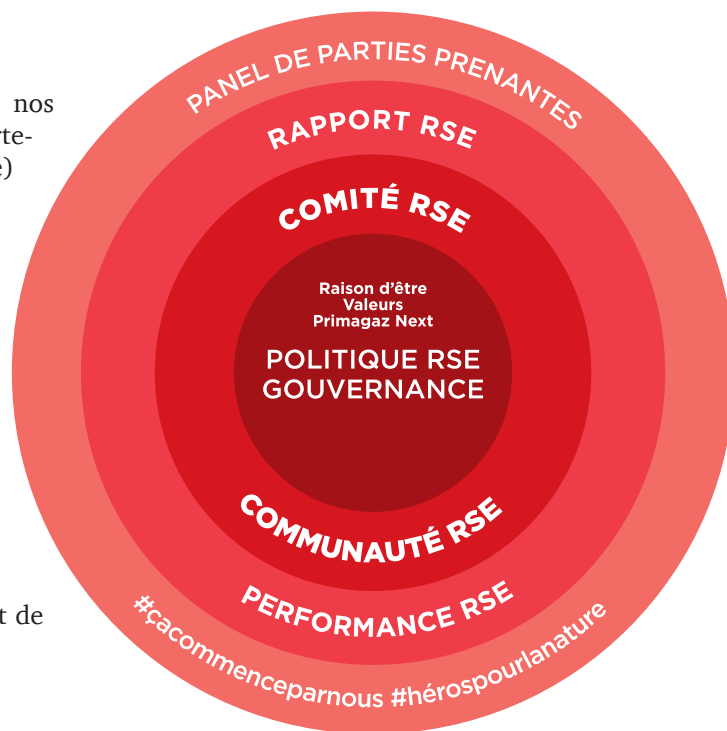 nos
rte-
e)
t de
PANEL DE PARTIES PRENANTES
RAPPORT RSE
COMITÉ RSE
Raison d’être
Valeurs
Primagaz Next
POLITIQUE RSE
GOUVERNANCE
COMMUNAUTÉ RSE
PERFORMANCE RSE
#çacommenceparnous #hérospourlanature